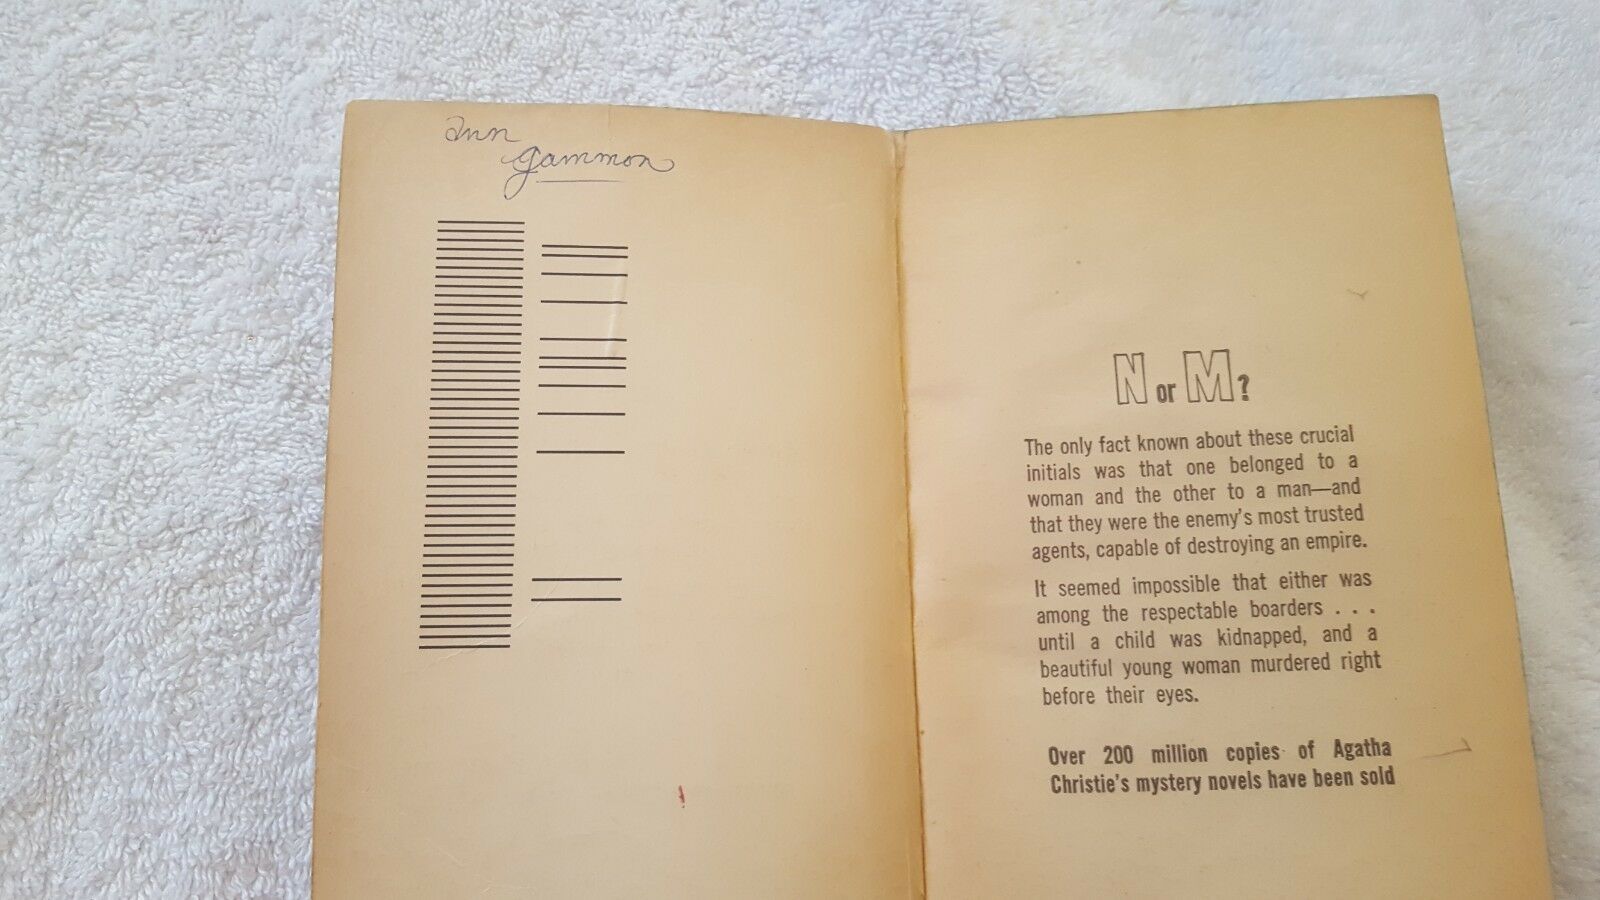 Ann
Gammon
N or M?
The only fact known about these crucial
initials was that one belonged to a
woman and the other to a man—and
that they were the enemy's most trusted
agents, capable of destroying an empire.
It seemed impossible that either was
among the respectable boarders . . .
until a child was kidnapped, and a
beautiful young woman murdered right
before their eyes.
Over 200 million copies of Agatha
Christie's mystery novels have been sold